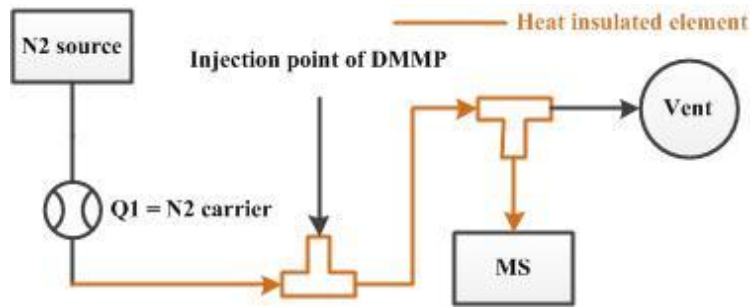 Heat insulated element
N2 source
Injection point of DMMP
Vent
Q1 = N2 carrier
MS